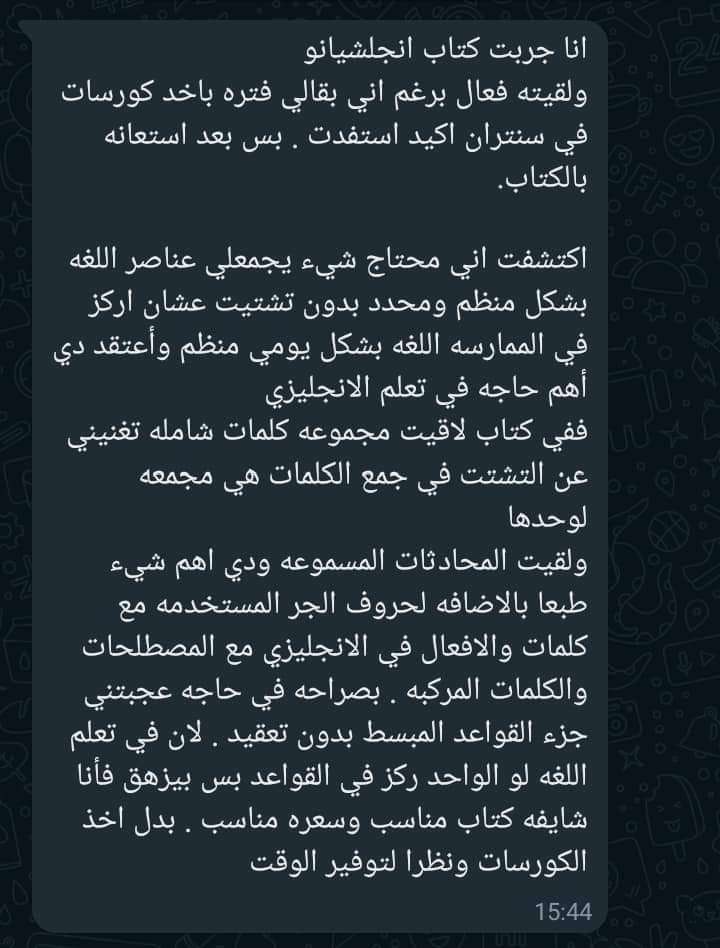 انا جربت كتاب انجلشيانو
ولقيته فعال برغم اني بقالي فتره باخد كورسات
في سنتران اكيد استفدت . بس بعد استعانه
بالكتاب.
اكتشفت اني محتاج شيء يجمعلي عناصر اللغه
بشكل منظم ومحدد بدون تشتيت عشان اركز
في الممارسه اللغه بشكل يومي منظم وأعتقد دي
أهم حاجه في تعلم الانجليزي
ففي كتاب لاقيت مجموعه كلمات شامله تغنيني
عن التشتت في جمع الكلمات هي مجمعه
لوحدها
ولقيت المحادثات المسموعه ودي اهم شيء
طبعا بالاضافه لحروف الجر المستخدمه مع
كلمات والافعال في الانجليزي مع المصطلحات
والكلمات المركبه . بصراحه في حاجه عجبتني
جزء القواعد المبسط بدون تعقيد . لان في تعلم
اللغه لو الواحد ركز في القواعد بس بيزهق فأنا
شايفه كتاب مناسب وسعره مناسب . بدل اخذ
الكورسات ونظرا لتوفير الوقت
15:44